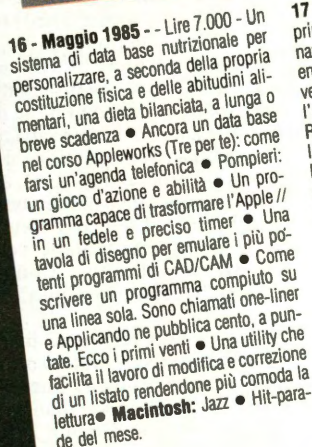 16 - Maggio 1985 - - Lire 7.000 - Un
sistema di data base nutrizionale per
personalizzare, a seconda della propria
costituzione fisica e delle abitudini ali-
mentari, una dieta bilanciata, a lungo o
breve scadenza ● Ancora un data base
nel corso Appleworks (Tre per te): come
farsi un'agenda telefonica ● Pompieri:
un gioco d'azione e abilità ● Un pro-
gramma capace di trasformare l'Apple //
in un fedele e preciso timer ● Una
tavola di disegno per emulare i più po-
tenti programmi di CAD/CAM ● Come
scrivere un programma compiuto su
una linea sola. Sono chiamati one-liner
e Applicando ne pubblica cento, a pun-
tate. Ecco i primi venti ● Una utility che
facilita il lavoro di modifica e correzione
di un listato rendendone più comoda la
lettura● Macintosh: Jazz ● Hit-para-
de del mese.
17